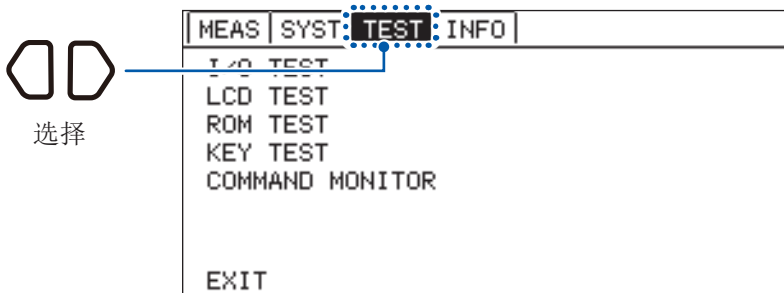 MEAS SYST TEST INFO
I/O TEST
LCD TEST
ROM TEST
KEY TEST
COMMAND MONITOR
EXIT
选择